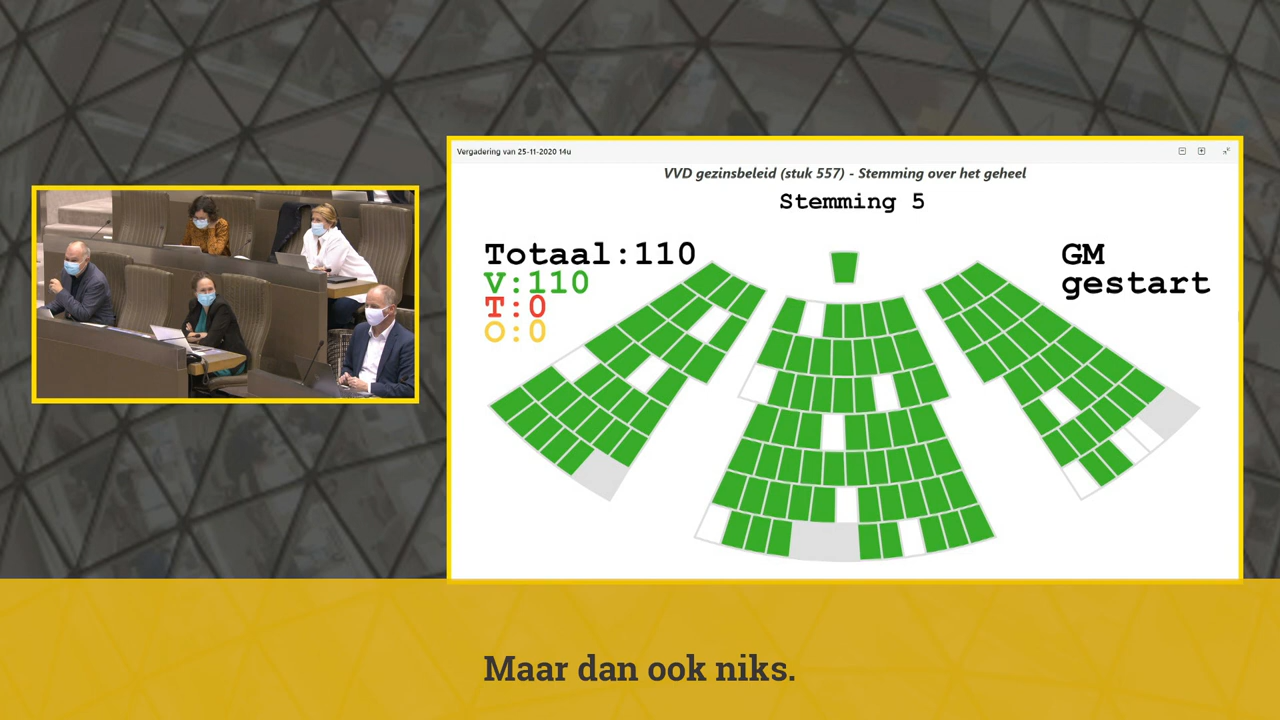 Vergadering van 25-11-2020 14u
VVD gezinsbeleid (stuk 557) - Stemming over het geheel
Stemming 5
Totaal:110
V:110
T:0
O:0
GM
gestart
Maar dan ook niks.